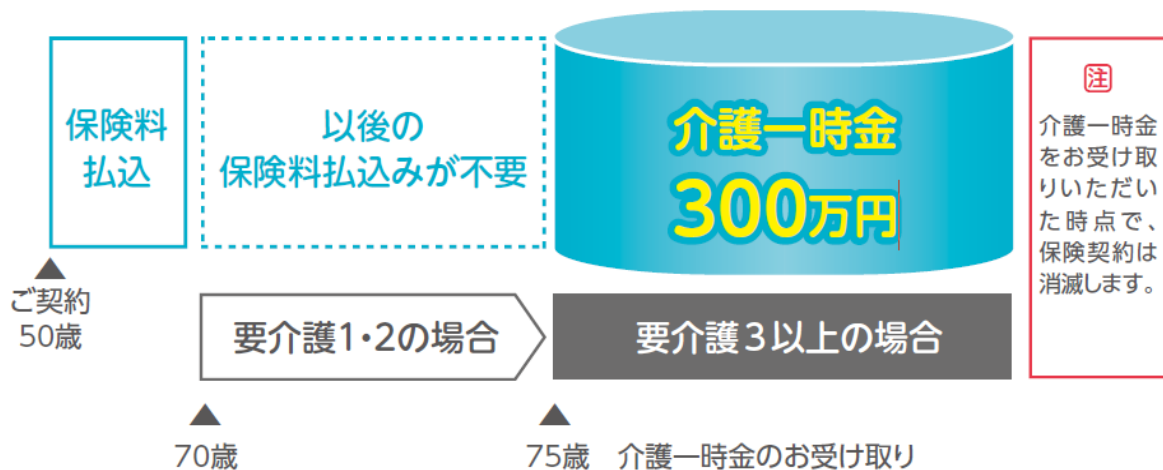 保険料
払込
以後の
保険料払込みが不要
介護一時金
300万円
注
介護一時金
をお受け取
りいただい
た時点で、
保険契約は
消滅します。
ご契約
50歳
要介護1・2の場合
要介護3以上の場合
70歳
75歳 介護一時金のお受け取り